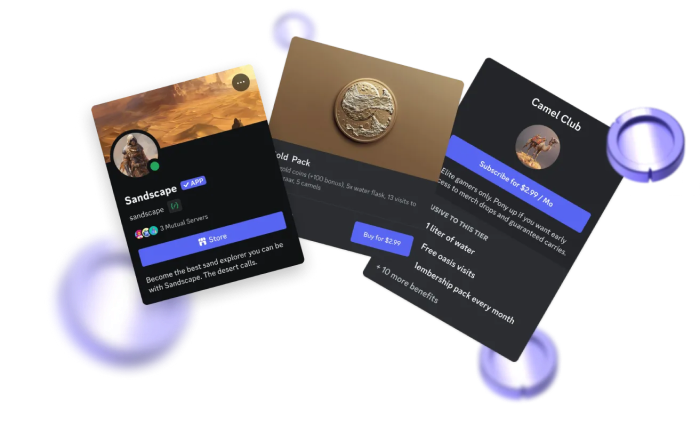 Sandscape
✓ APP
sandscape
3 Mutual Servers
Store
Become the best sand explorer you can be
with Sandscape. The desert calls.
old Pack
gold coins (+100 bonus), 5x water flask, 13 visits to
5 camels
Buy for $2.99
Camel Club
Subscribe for $2.99 / Mo
Elite gamers only. Pony up if you want early
cess to merch drops and guaranteed carries.
USIVE TO THIS TIER
1 liter of water
Free oasis visits
lembership pack every month
+ 10 more benefits